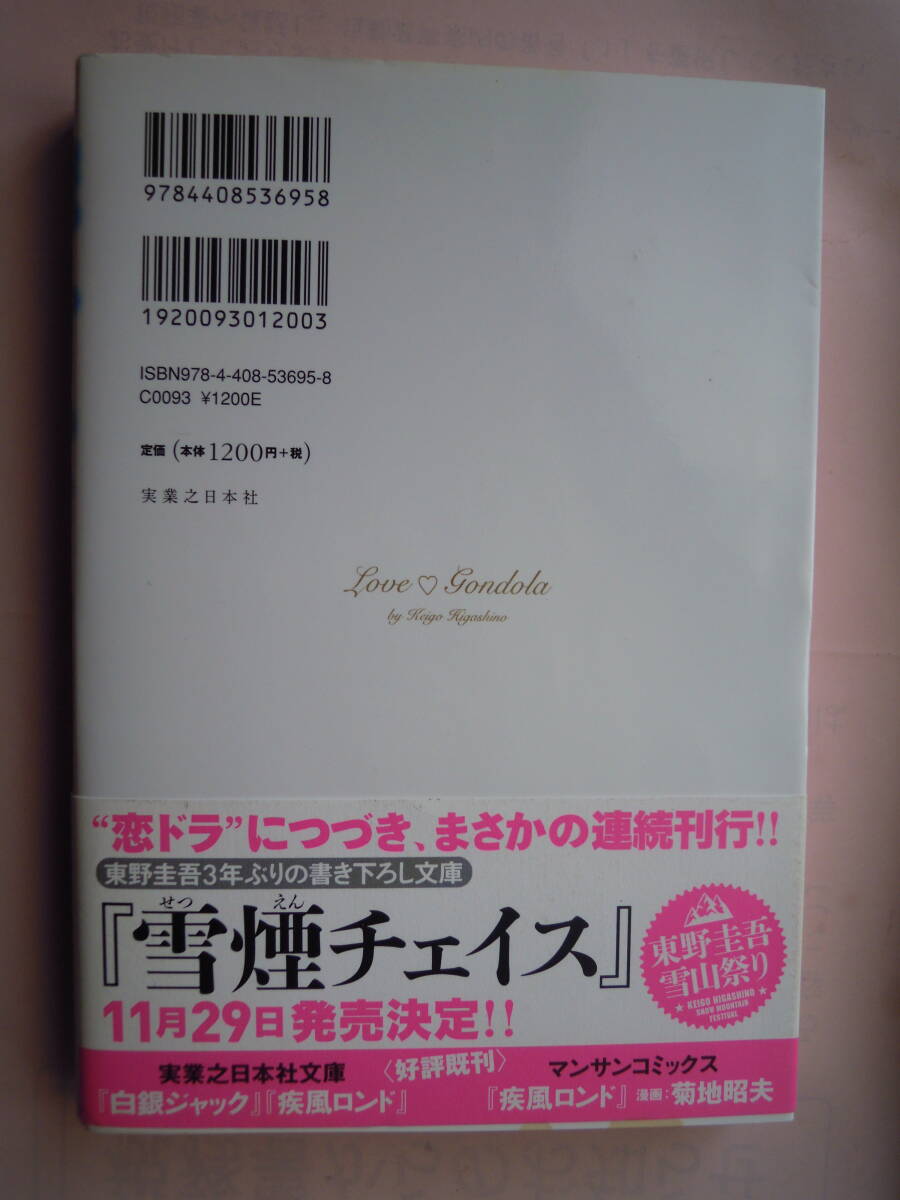 9784408536958
1920093012003
ISBN978-4-408-53695-8
C0093 ¥1200E
定価(本体1200円+税)
実業之日本社
Love♡Gondola
by Keigo Higashino
“恋ドラ”につづき、まさかの連続刊行!!
東野圭吾3年ぶりの書き下ろし文庫
せつ えん
『雪煙チェイス』
11月29日発売決定!!
東野圭吾
雪山祭り
★ KEIGO HIGASHINO ★
SNOW MOUNTAIN
FESTIVAL
〈好評既刊〉
実業之日本社文庫
『白銀ジャック』『疾風ロンド』
マンサンコミックス
『疾風ロンド』漫画:菊地昭夫